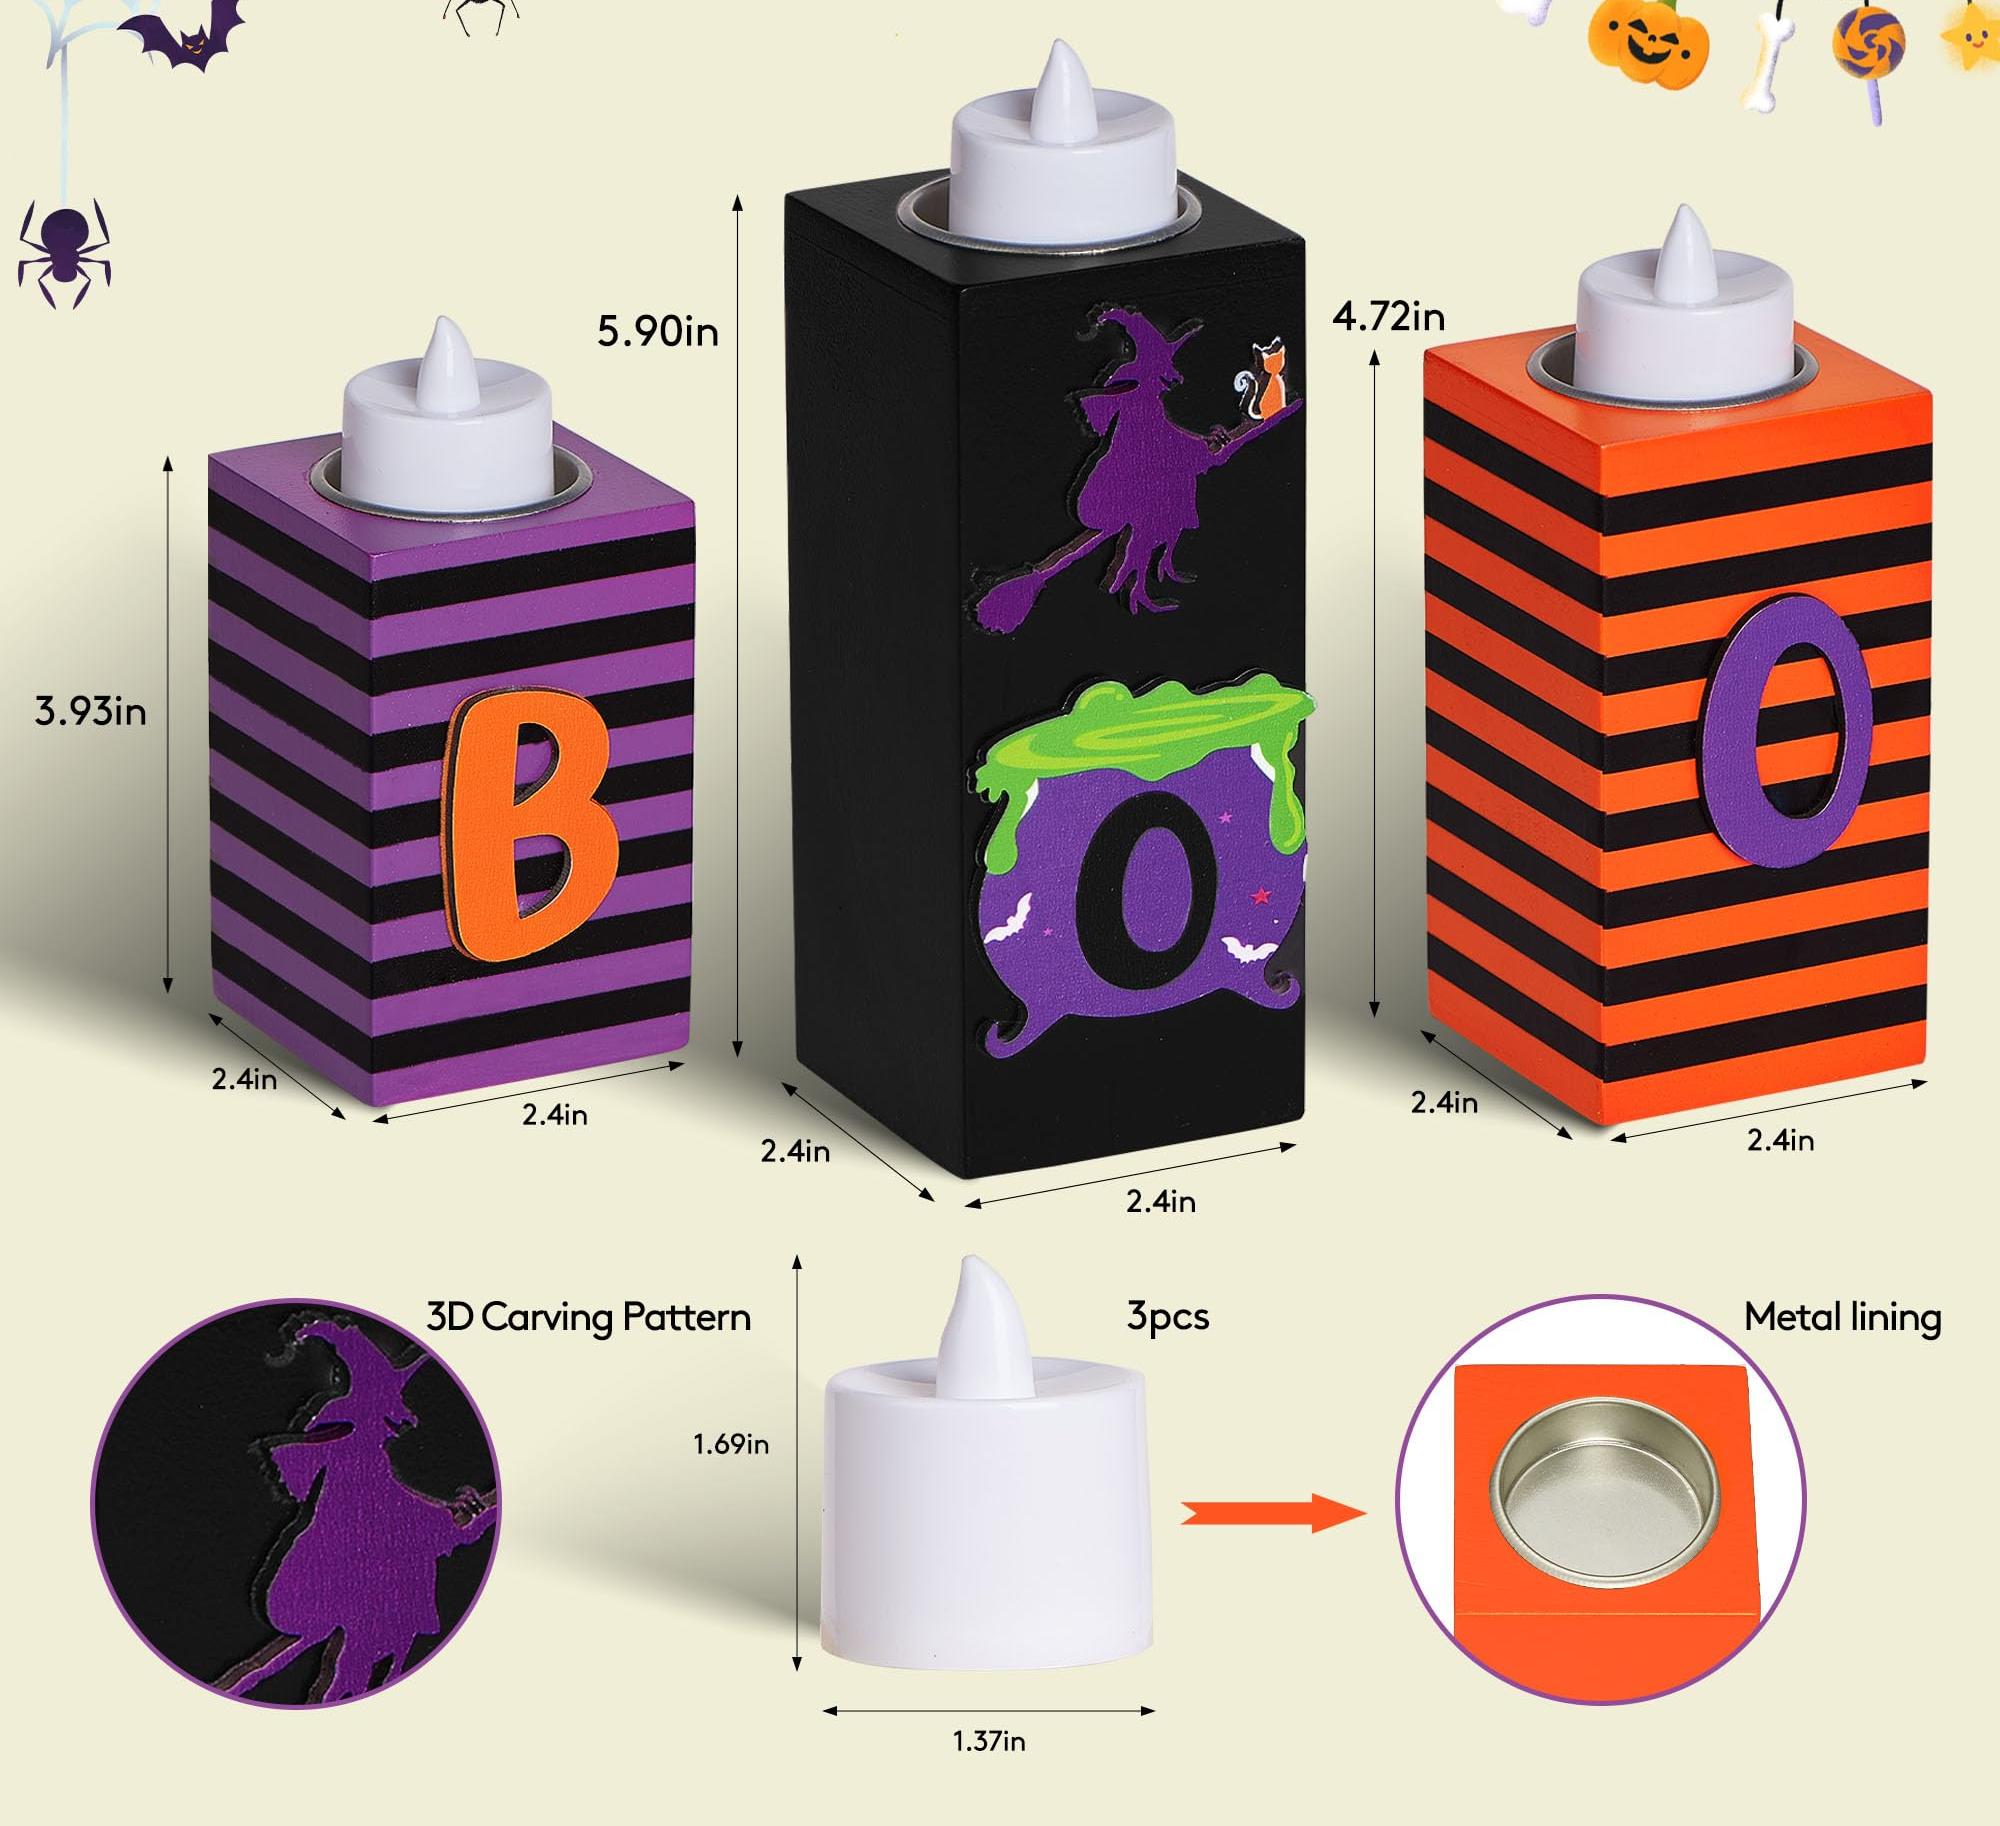 5.90in
4.72in
3.93in
B
O
O
2.4in
2.4in
2.4in
2.4in
2.4in
2.4in
3D Carving Pattern
3pcs
Metal lining
1.69in
1.37in